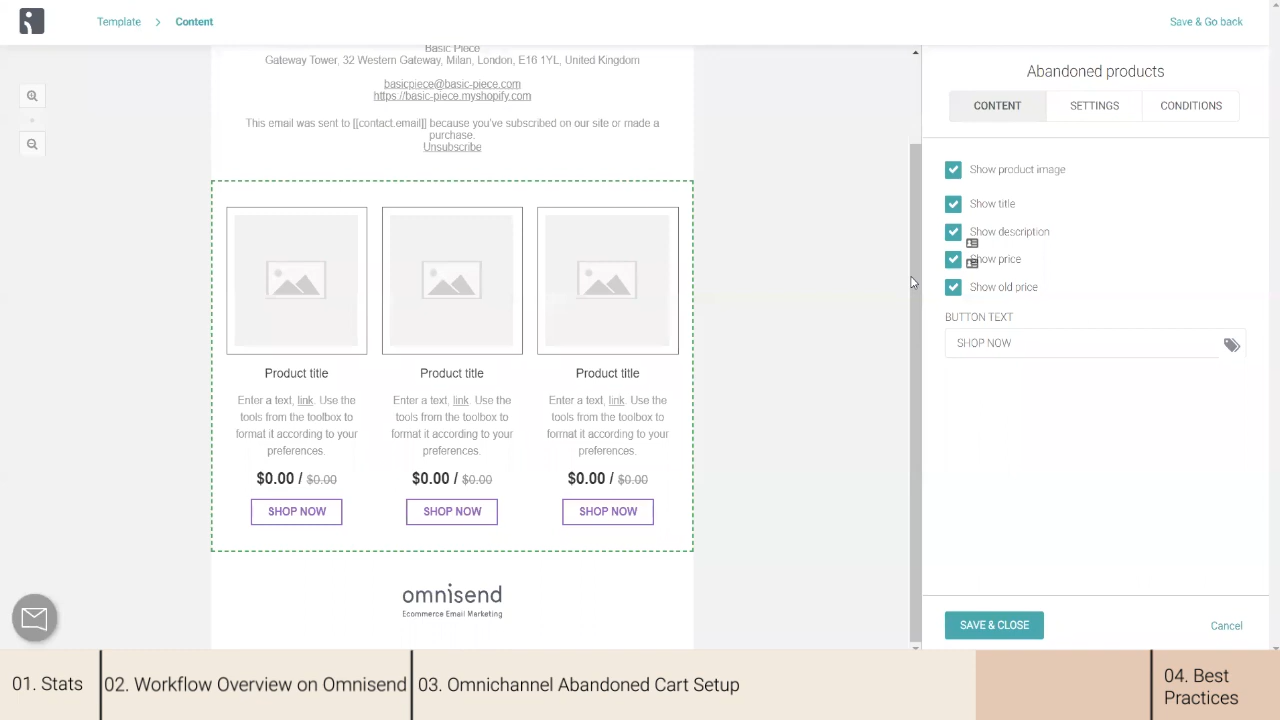 Template
Content
Save & Go back
Basic Piece
Gateway Tower, 32 Western Gateway, Milan, London, E16 1YL, United Kingdom
basicpiece@basic-piece.com
https://basic-piece.myshopify.com
This email was sent to [[contact.email]] because you've subscribed on our site or made a
purchase.
Unsubscribe
Product title
Enter a text, link. Use the
tools from the toolbox to
format it according to your
preferences.
$0.00 / $0.00
SHOP NOW
Product title
Enter a text, link. Use the
tools from the toolbox to
format it according to your
preferences.
$0.00 / $0.00
SHOP NOW
Product title
Enter a text, link. Use the
tools from the toolbox to
format it according to your
preferences.
$0.00 / $0.00
SHOP NOW
omnisend
Ecommerce Email Marketing
Abandoned products
CONTENT
SETTINGS
CONDITIONS
Show product image
Show title
Show description
Show price
Show old price
BUTTON TEXT
SHOP NOW
SAVE & CLOSE
Cancel
01. Stats
02. Workflow Overview on Omnisend
03. Omnichannel Abandoned Cart Setup
04. Best
Practices